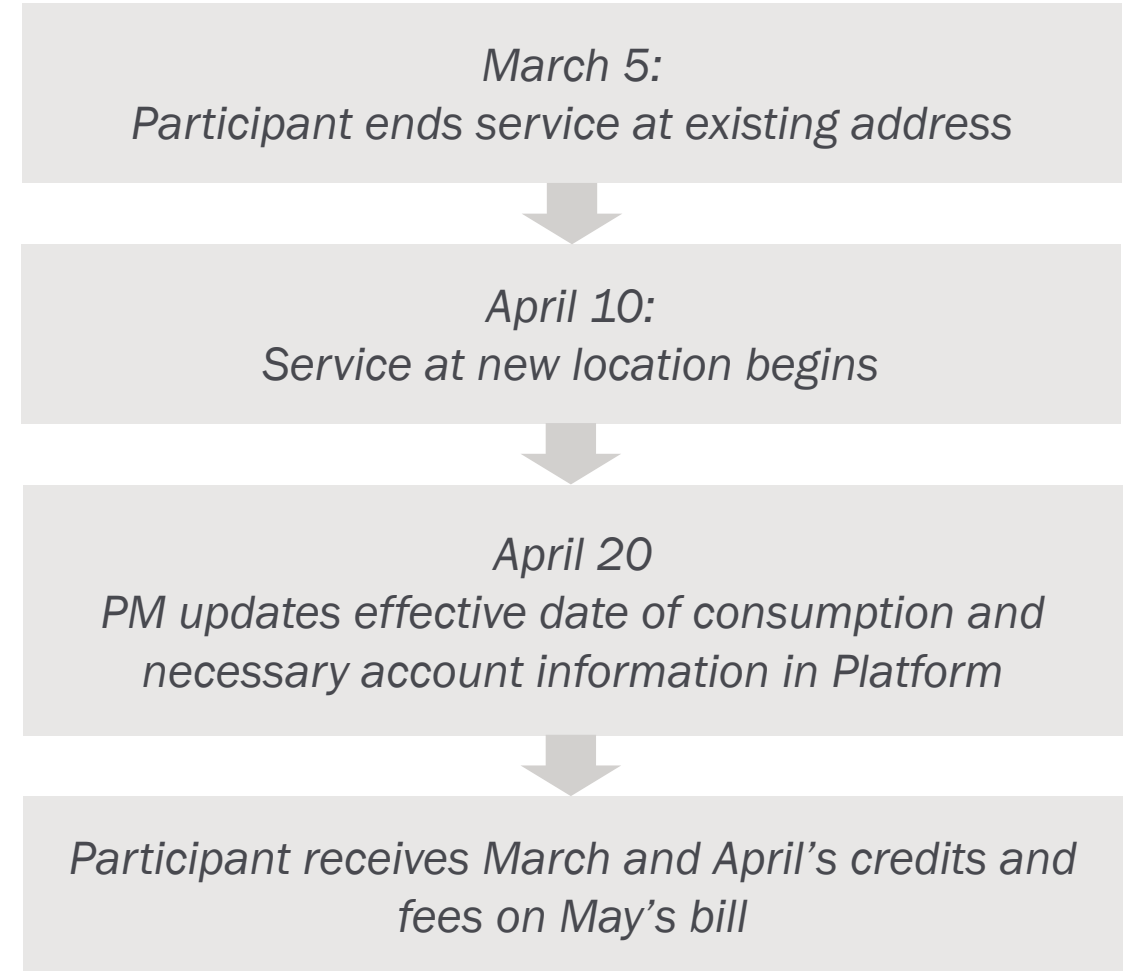 March 5:
Participant ends service at existing address
April 10:
Service at new location begins
April 20
PM updates effective date of consumption and
necessary account information in Platform
Participant receives March and April’s credits and
fees on May’s bill